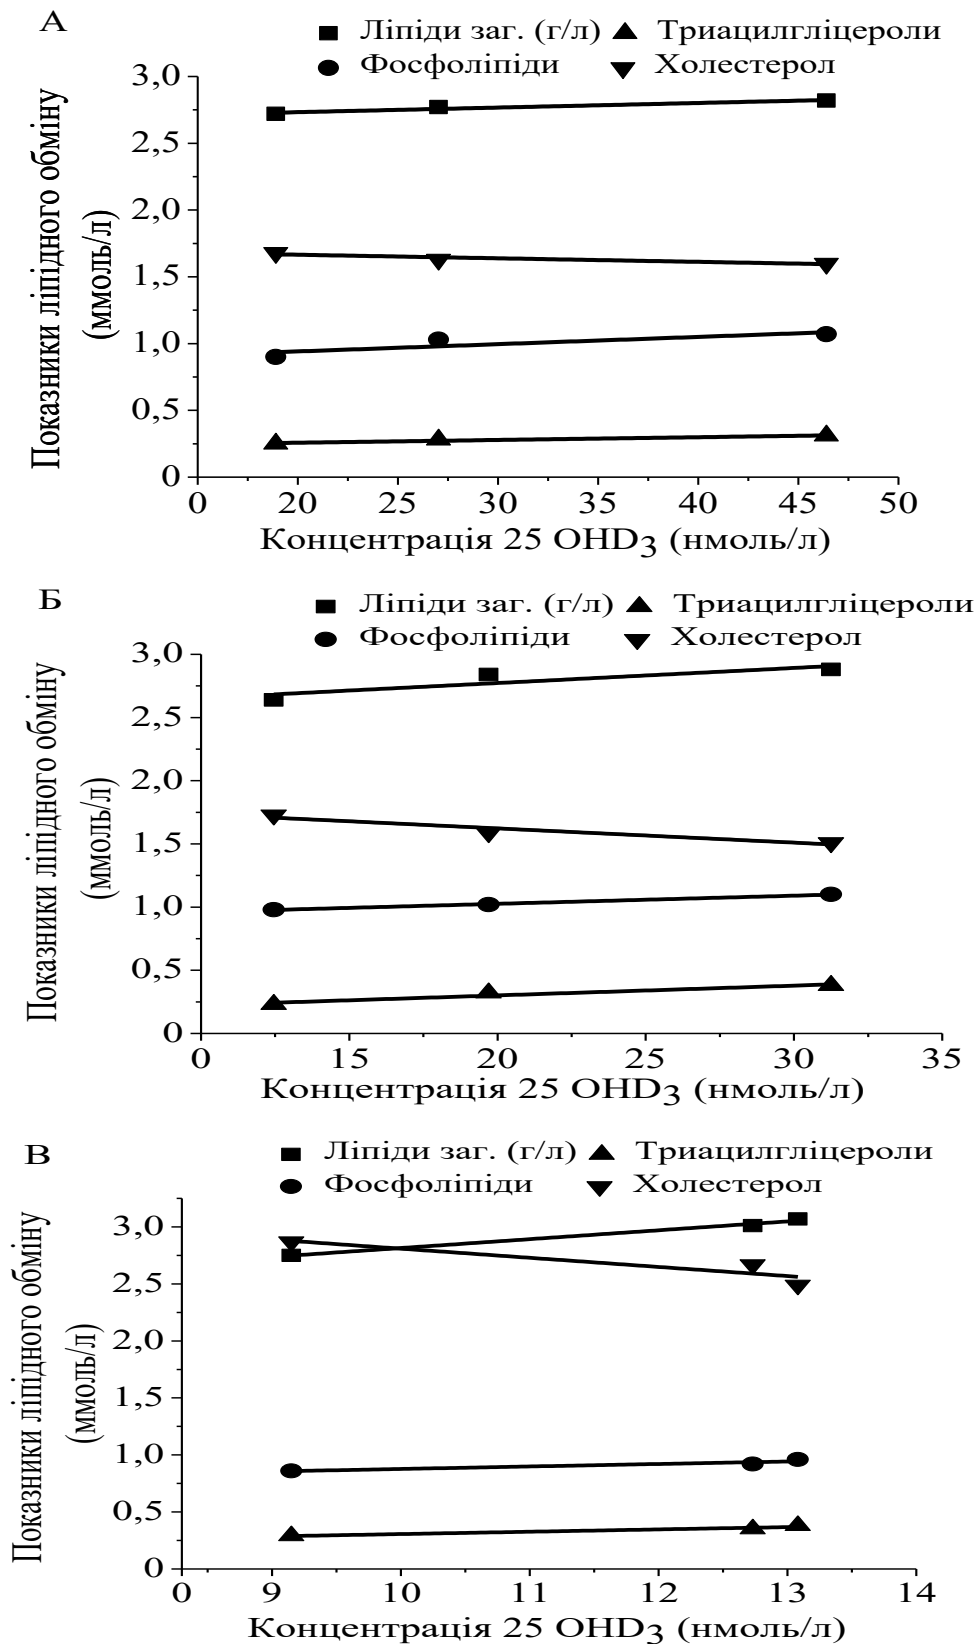 А
Ліпіди заг. (г/л) Триацилгліцероли
Фосфоліпіди Холестерол
Показники ліпідного обміну
(ммоль/л)
3,0
2,5
2,0
1,5
1,0
0,5
0
0 20 25 30 35 40 45 50
Концентрація 25 OHD3 (нмоль/л)
Б
Ліпіди заг. (г/л) Триацилгліцероли
Фосфоліпіди Холестерол
Показники ліпідного обміну
(ммоль/л)
3,0
2,5
2,0
1,5
1,0
0,5
0
0 15 20 25 30 35
Концентрація 25 OHD3 (нмоль/л)
В
Ліпіди заг. (г/л) Триацилгліцероли
Фосфоліпіди Холестерол
Показники ліпідного обміну
(ммоль/л)
3,0
2,5
2,0
1,5
1,0
0,5
0
0 9 10 11 12 13 14
Концентрація 25 OHD3 (нмоль/л)